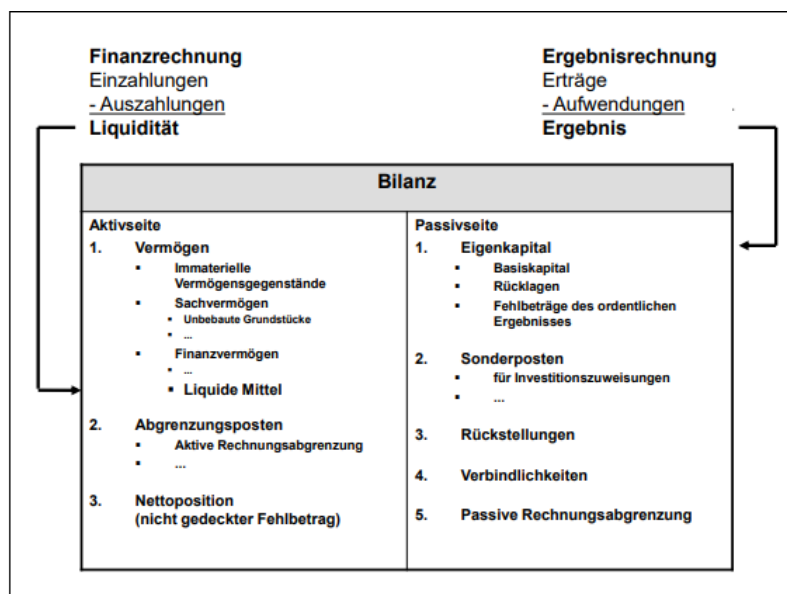 Finanzrechnung
Einzahlungen
- Auszahlungen
Liquidität
Ergebnisrechnung
Erträge
- Aufwendungen
Ergebnis
Bilanz
Aktivseite
1. Vermögen
▪ Immaterielle
Vermögensgegenstände
▪ Sachvermögen
▪ Unbebaute Grundstücke
▪ ...
▪ Finanzvermögen
▪ ...
▪ Liquide Mittel
2. Abgrenzungsposten
▪ Aktive Rechnungsabgrenzung
▪ ...
3. Nettoposition
(nicht gedeckter Fehlbetrag)
Passivseite
1. Eigenkapital
▪ Basiskapital
▪ Rücklagen
▪ Fehlbeträge des ordentlichen
Ergebnisses
2. Sonderposten
▪ für Investitionszuweisungen
▪ ...
3. Rückstellungen
4. Verbindlichkeiten
5. Passive Rechnungsabgrenzung